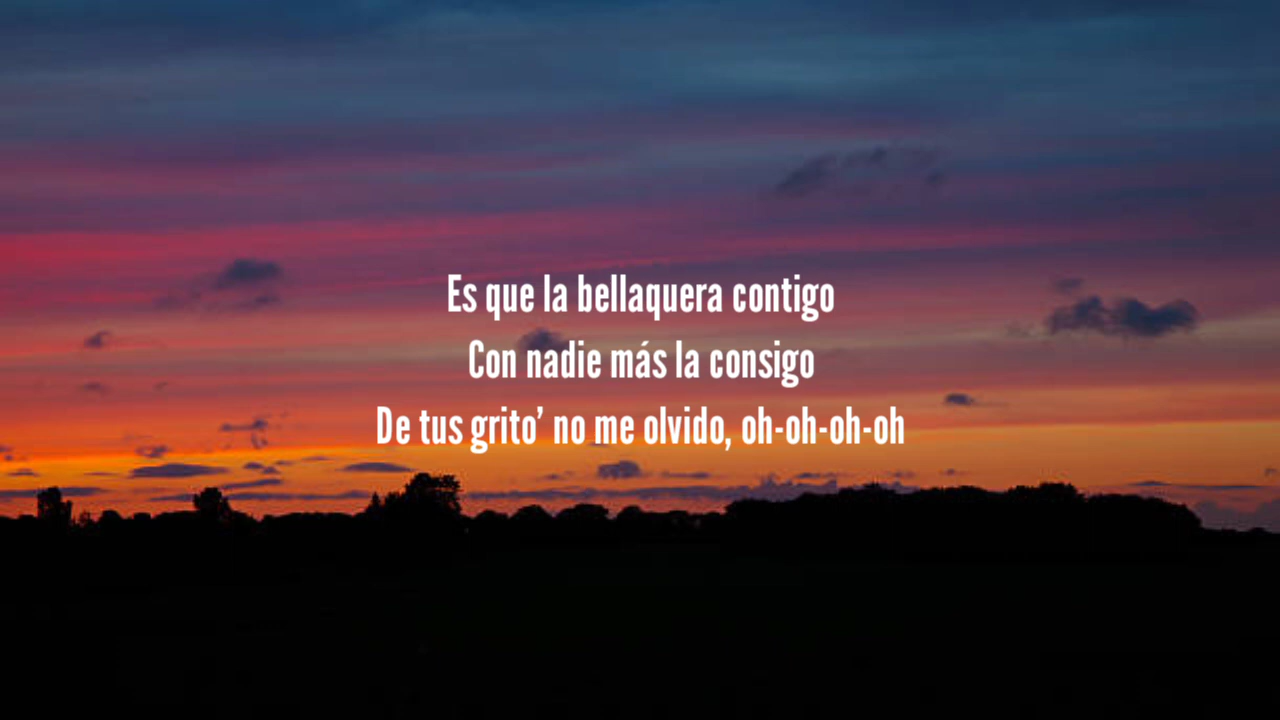 Es que la bellaquera contigo
Con nadie más la consigo
De tus grito’ no me olvido, oh-oh-oh-oh